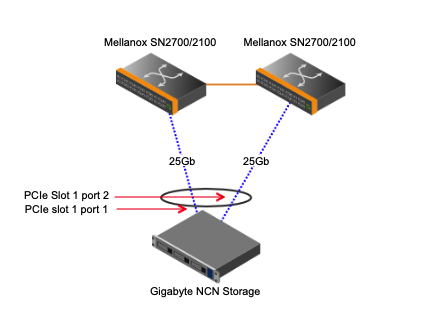 Mellanox SN2700/2100
Mellanox SN2700/2100
25Gb
25Gb
PCIe Slot 1 port 2
PCIe slot 1 port 1
Gigabyte NCN Storage